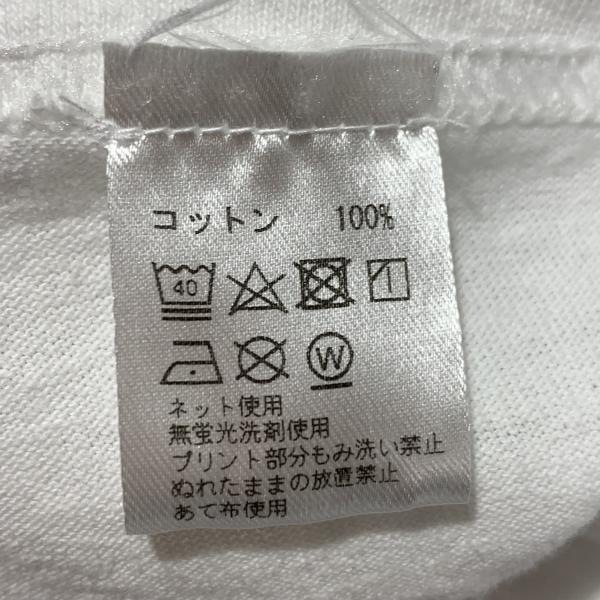 コットン 100%
40
W
ネット使用
無蛍光洗剤使用
プリント部分もみ洗い禁止
ぬれたままの放置禁止
あて布使用